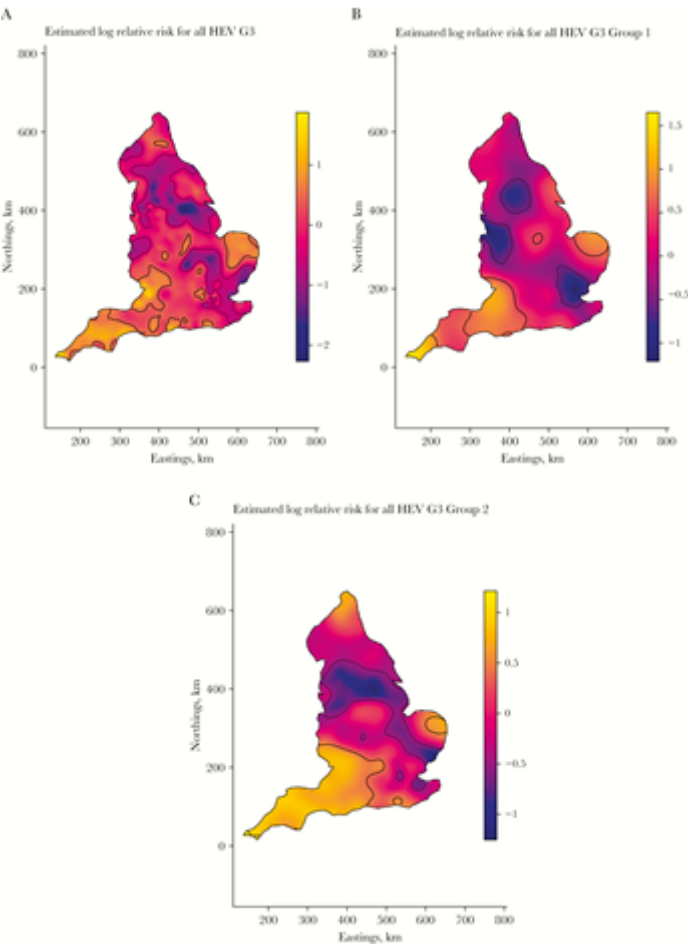 A
Estimated log relative risk for all HEV G3
800
600
400
200
0
Northings, km
200 300 400 500 600 700 800
Eastings, km
1
0
−1
−2
B
Estimated log relative risk for all HEV G3 Group 1
800
600
400
200
0
Northings, km
200 300 400 500 600 700 800
Eastings, km
1.5
1
0.5
0
−0.5
−1
C
Estimated log relative risk for all HEV G3 Group 2
800
600
400
200
0
Northings, km
200 300 400 500 600 700 800
Eastings, km
1
0.5
0
−0.5
−1